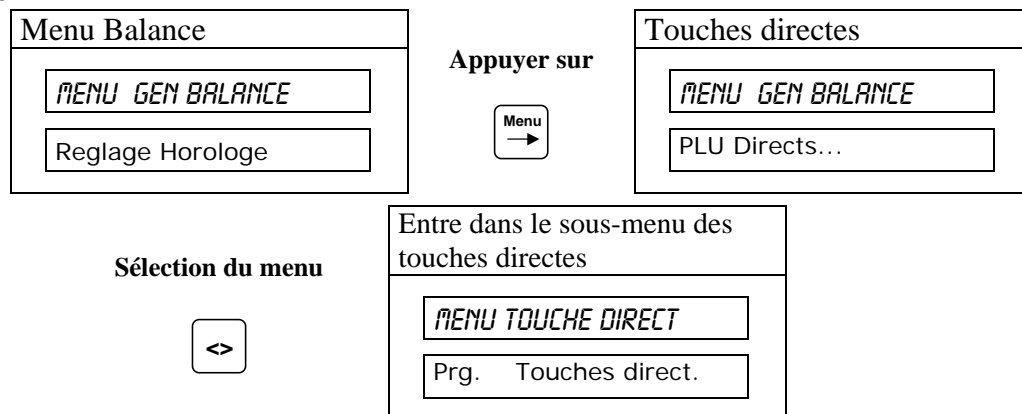 Menu Balance
MENU GEN BALANCE
Reglage Horologe
Appuyer sur
Menu
Touches directes
MENU GEN BALANCE
PLU Directs...
Sélection du menu
<>
Entre dans le sous-menu des
touches directes
MENU TOUCHE DIRECT
Prg. Touches direct.